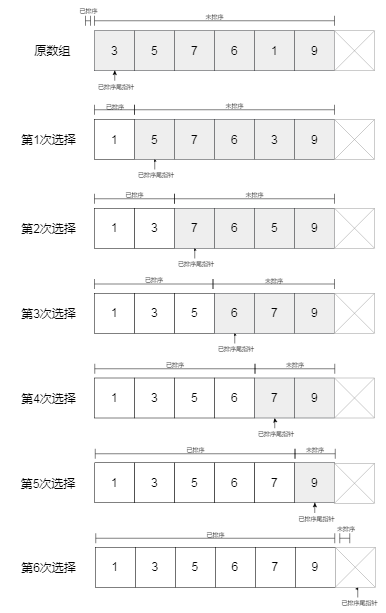 已排序 未排序
原数组 3 5 7 6 1 9
已排序尾指针
已排序 未排序
第1次选择 1 5 7 6 3 9
已排序尾指针
已排序 未排序
第2次选择 1 3 7 6 5 9
已排序尾指针
已排序 未排序
第3次选择 1 3 5 6 7 9
已排序尾指针
已排序 未排序
第4次选择 1 3 5 6 7 9
已排序尾指针
已排序 未排序
第5次选择 1 3 5 6 7 9
已排序尾指针
已排序 未排序
第6次选择 1 3 5 6 7 9
已排序尾指针